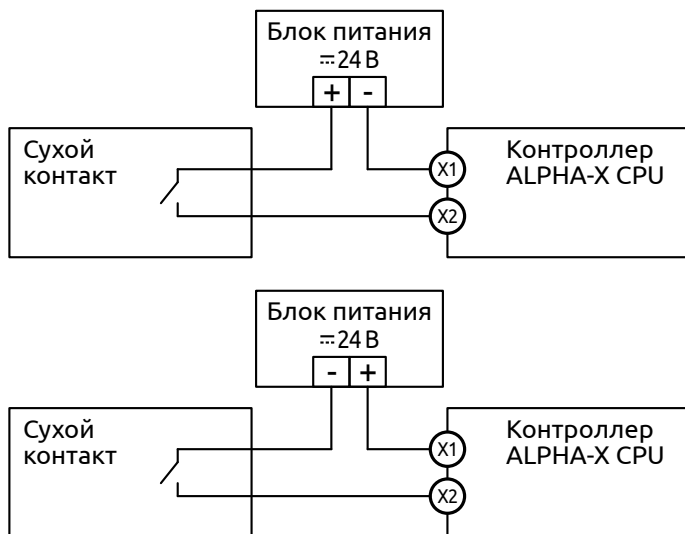 Блок питания
⎓24 В
+ -
Сухой
контакт
X1
X2
Контроллер
ALPHA-X CPU
Блок питания
⎓24 В
- +
Сухой
контакт
X1
X2
Контроллер
ALPHA-X CPU